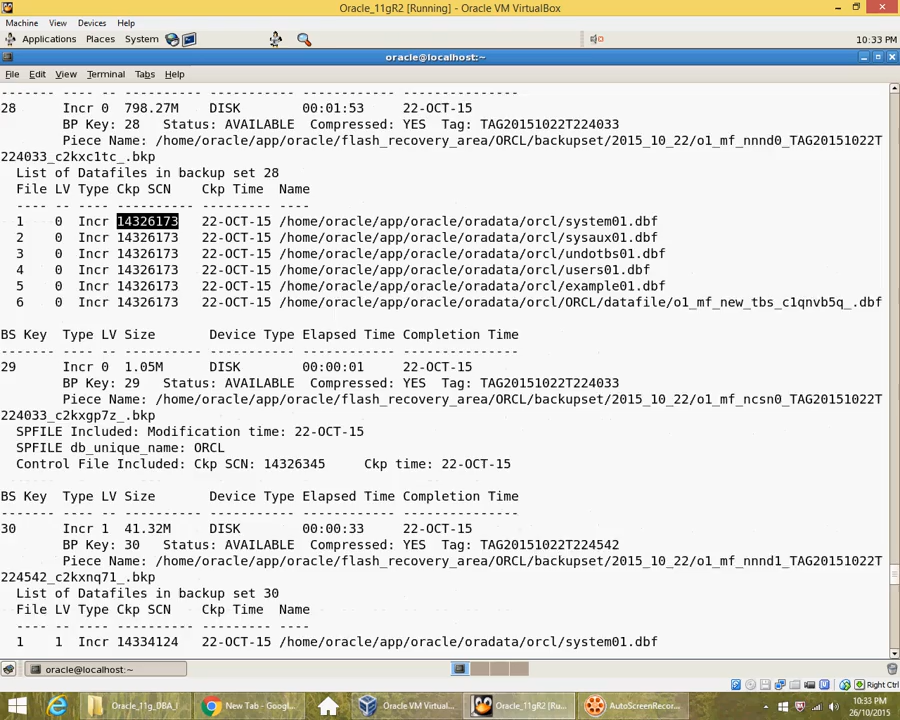 Oracle_11gR2 [Running] - Oracle VM VirtualBox
Machine View Devices Help
Applications Places System 10:33 PM
oracle@localhost:~
File Edit View Terminal Tabs Help
------- ---- -- ---------- ----------- ------------ ---------------
28 Incr 0 798.27M DISK 00:01:53 22-OCT-15
BP Key: 28 Status: AVAILABLE Compressed: YES Tag: TAG20151022T224033
Piece Name: /home/oracle/app/oracle/flash_recovery_area/ORCL/backupset/2015_10_22/o1_mf_nnnd0_TAG20151022T
224033_c2kxc1tc_.bkp
List of Datafiles in backup set 28
File LV Type Ckp SCN Ckp Time Name
---- -- ---- ---------- --------- ----
1 0 Incr 14326173 22-OCT-15 /home/oracle/app/oracle/oradata/orcl/system01.dbf
2 0 Incr 14326173 22-OCT-15 /home/oracle/app/oracle/oradata/orcl/sysaux01.dbf
3 0 Incr 14326173 22-OCT-15 /home/oracle/app/oracle/oradata/orcl/undotbs01.dbf
4 0 Incr 14326173 22-OCT-15 /home/oracle/app/oracle/oradata/orcl/users01.dbf
5 0 Incr 14326173 22-OCT-15 /home/oracle/app/oracle/oradata/orcl/example01.dbf
6 0 Incr 14326173 22-OCT-15 /home/oracle/app/oracle/oradata/orcl/ORCL/datafile/o1_mf_new_tbs_c1qnvb5q_.dbf
BS Key Type LV Size Device Type Elapsed Time Completion Time
------- ---- -- ---------- ----------- ------------ ---------------
29 Incr 0 1.05M DISK 00:00:01 22-OCT-15
BP Key: 29 Status: AVAILABLE Compressed: YES Tag: TAG20151022T224033
Piece Name: /home/oracle/app/oracle/flash_recovery_area/ORCL/backupset/2015_10_22/o1_mf_ncsn0_TAG20151022T
224033_c2kxgp7z_.bkp
SPFILE Included: Modification time: 22-OCT-15
SPFILE db_unique_name: ORCL
Control File Included: Ckp SCN: 14326345 Ckp time: 22-OCT-15
BS Key Type LV Size Device Type Elapsed Time Completion Time
------- ---- -- ---------- ----------- ------------ ---------------
30 Incr 1 41.32M DISK 00:00:33 22-OCT-15
BP Key: 30 Status: AVAILABLE Compressed: YES Tag: TAG20151022T224542
Piece Name: /home/oracle/app/oracle/flash_recovery_area/ORCL/backupset/2015_10_22/o1_mf_nnnd1_TAG20151022T
224542_c2kxnq71_.bkp
List of Datafiles in backup set 30
File LV Type Ckp SCN Ckp Time Name
---- -- ---- ---------- --------- ----
1 1 Incr 14334124 22-OCT-15 /home/oracle/app/oracle/oradata/orcl/system01.dbf
oracle@localhost:~
Right Ctrl
Oracle_11g_DBA_I New Tab - Google... Oracle VM Virtual... Oracle_11gR2 [Ru... AutoScreenRecor... 10:33 PM
26/10/2015